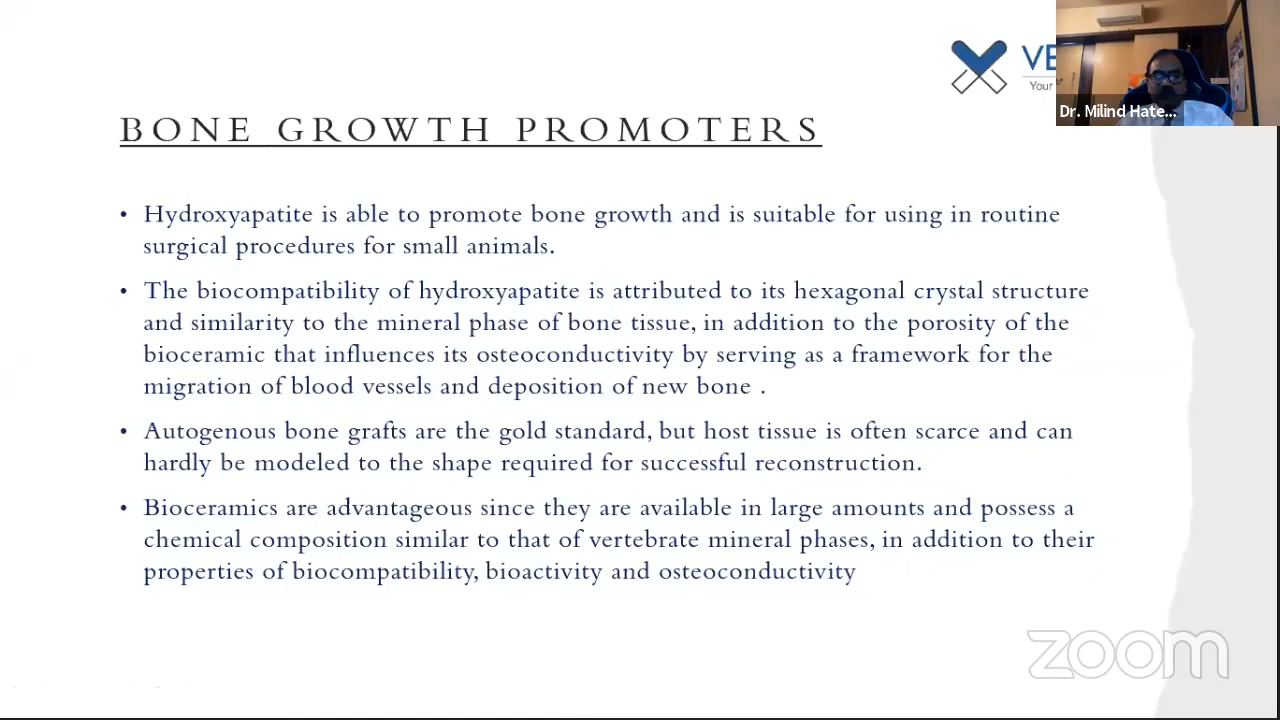 VE
Your
Dr. Milind Hate...
BONE GROWTH PROMOTERS
• Hydroxyapatite is able to promote bone growth and is suitable for using in routine
surgical procedures for small animals.
• The biocompatibility of hydroxyapatite is attributed to its hexagonal crystal structure
and similarity to the mineral phase of bone tissue, in addition to the porosity of the
bioceramic that influences its osteoconductivity by serving as a framework for the
migration of blood vessels and deposition of new bone .
• Autogenous bone grafts are the gold standard, but host tissue is often scarce and can
hardly be modeled to the shape required for successful reconstruction.
• Bioceramics are advantageous since they are available in large amounts and possess a
chemical composition similar to that of vertebrate mineral phases, in addition to their
properties of biocompatibility, bioactivity and osteoconductivity
zoom